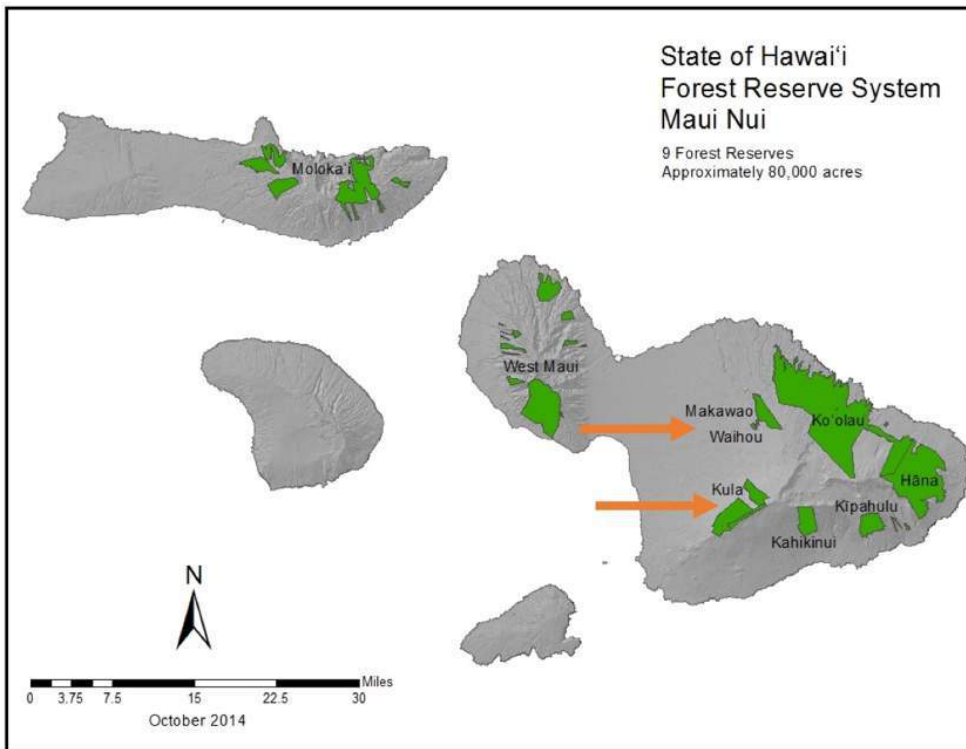 State of Hawai‘i
Forest Reserve System
Maui Nui
9 Forest Reserves
Approximately 80,000 acres
Moloka‘i
West Maui
Makawao
Waihou
Ko‘olau
Hāna
Kula
Kīpahulu
Kahikinui
N
Miles
0 3.75 7.5 15 22.5 30
October 2014